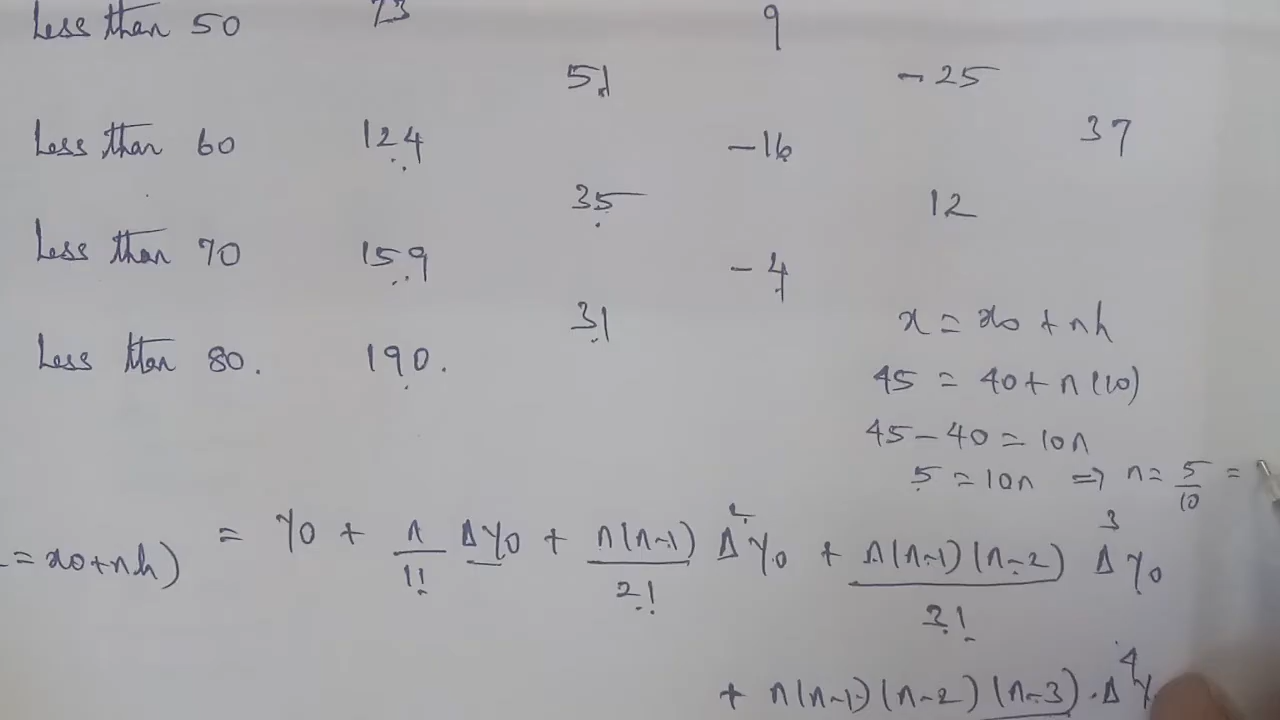 Less than 50 73 9
51 - 25
Less than 60 124 - 16 37
35 12
Less than 70 159 - 4
31
Less than 80. 190.
x = x0 + nh
45 = 40 + n(10)
45 - 40 = 10n
5 = 10n ⇒ n = 5/10 =
= x0 + nh) = y0 + n/1! Δy0 + n(n-1)/2! Δ²y0 + n(n-1)(n-2)/3! Δ³y0
+ n(n-1)(n-2)(n-3) . Δ⁴y